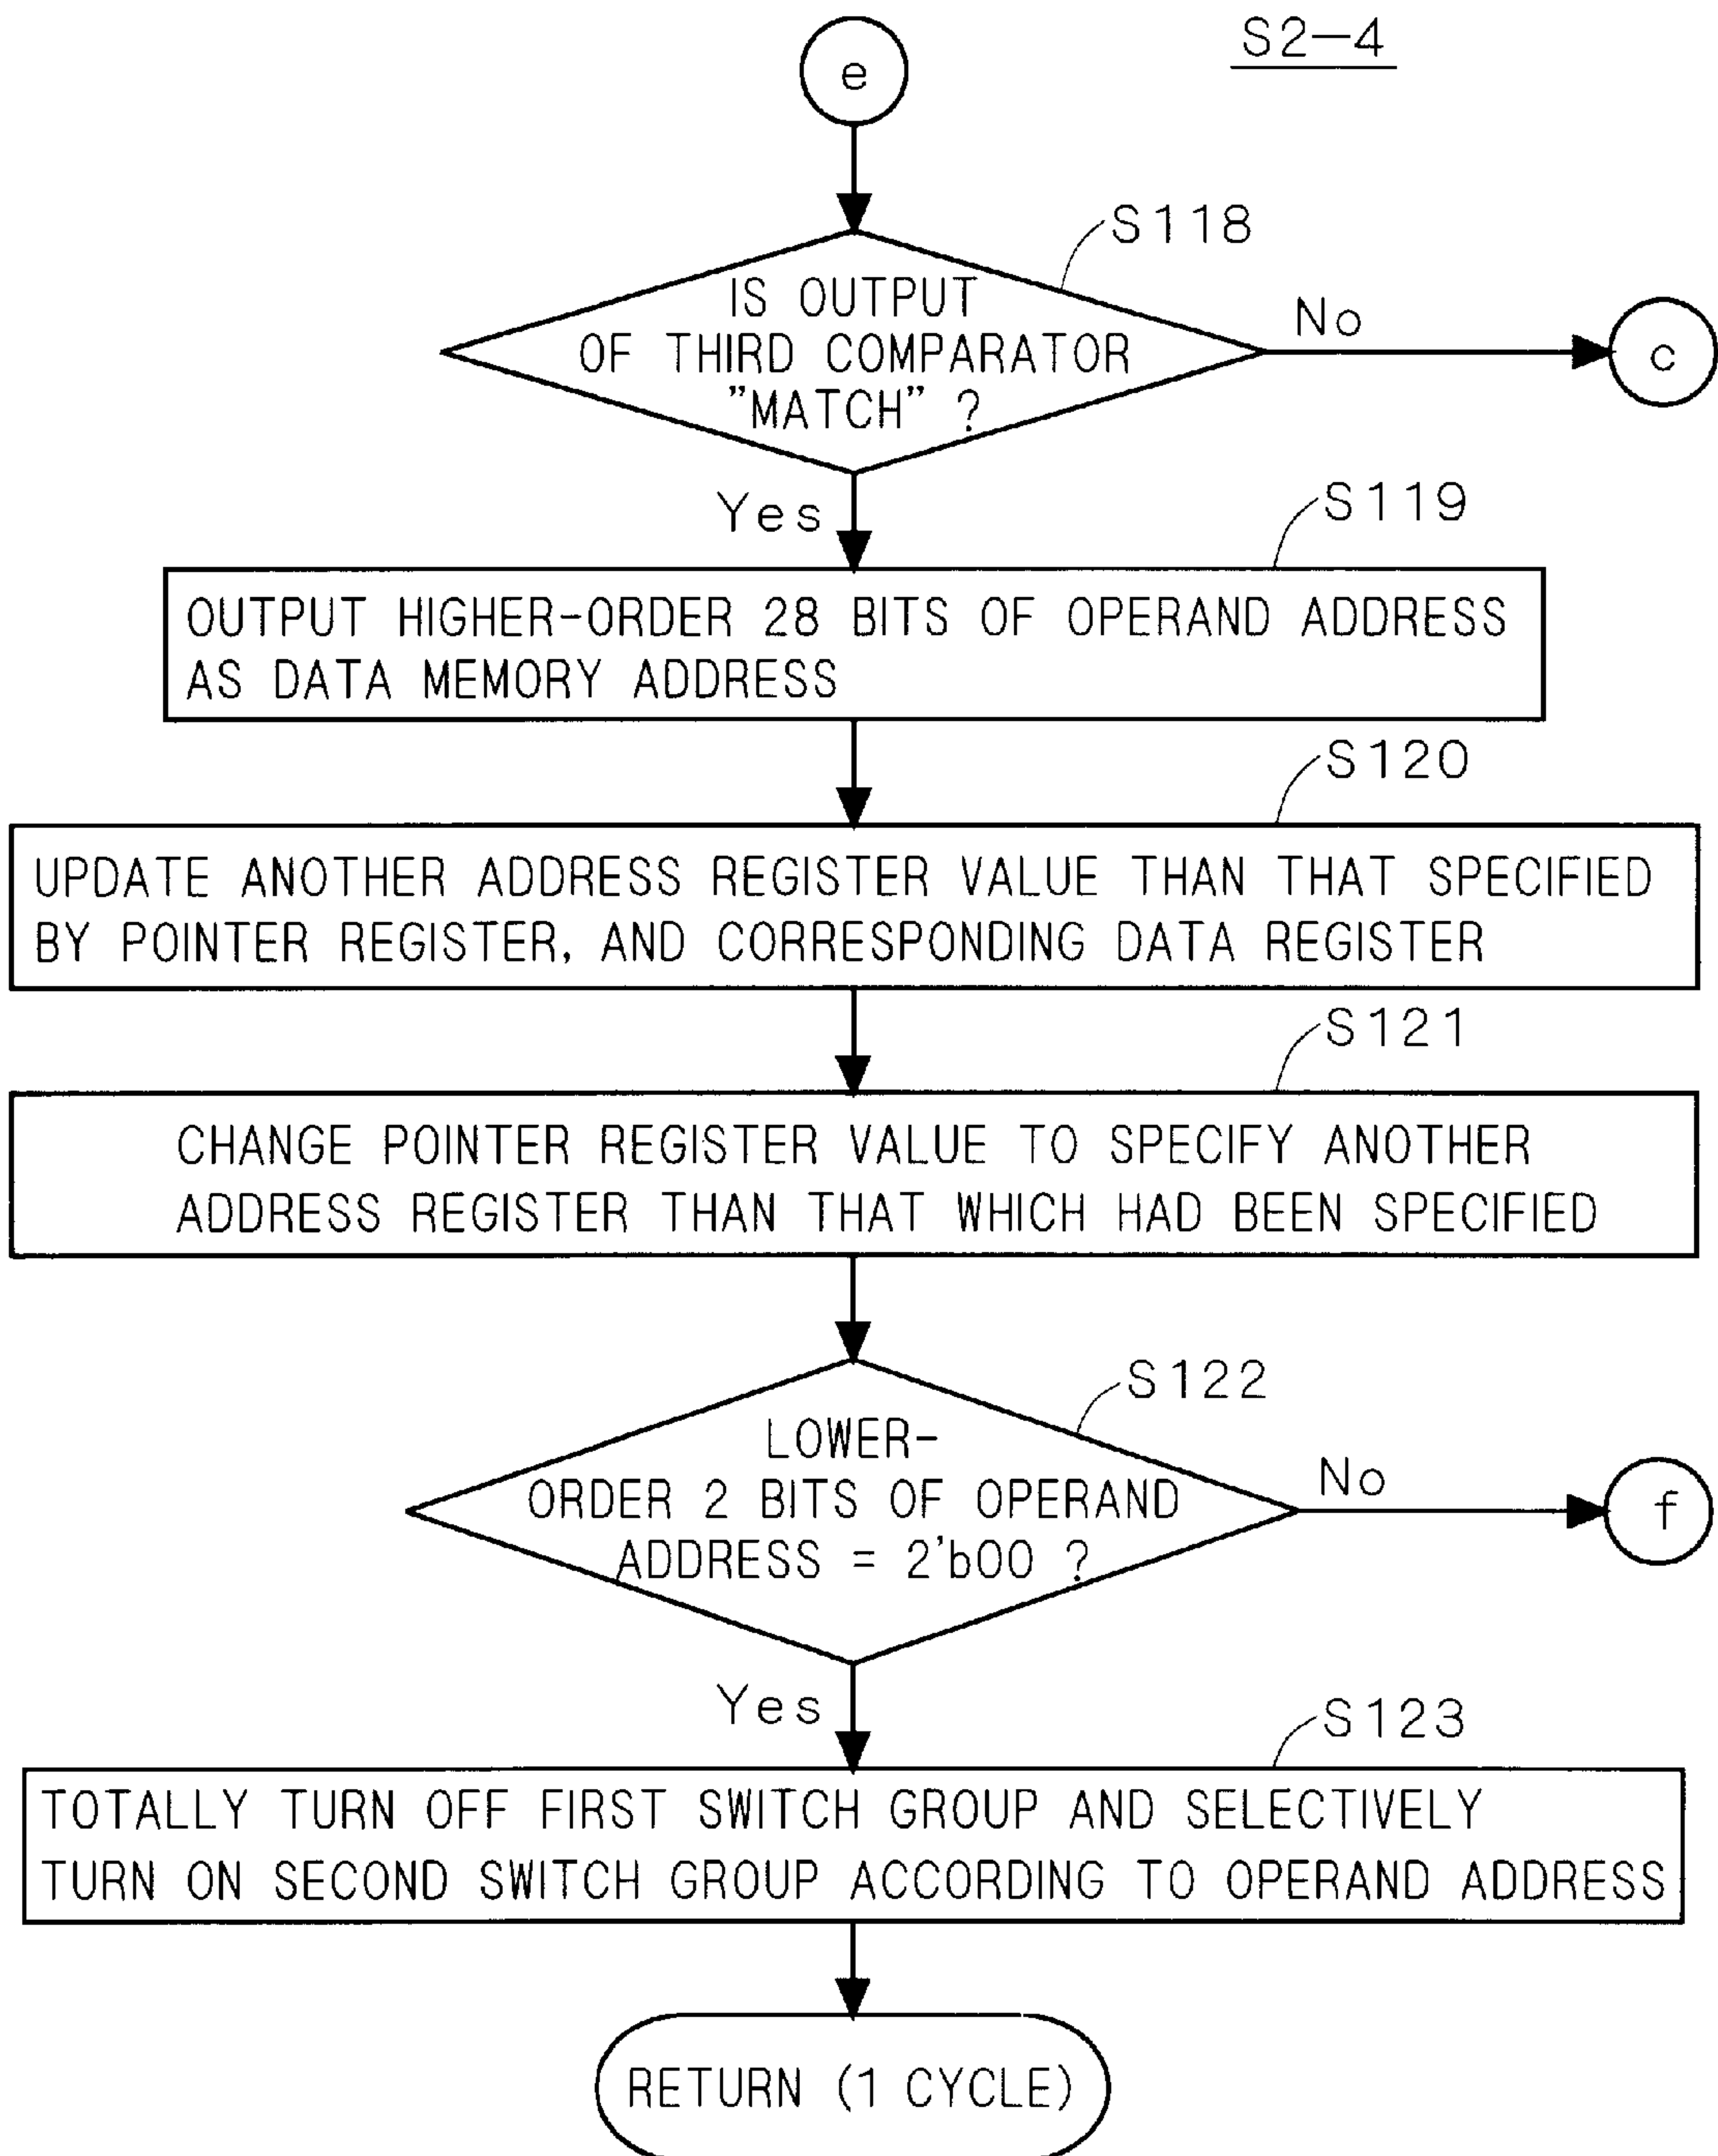 S2-4
e
S118
IS OUTPUT
OF THIRD COMPARATOR
"MATCH" ?
No
c
Yes
S119
OUTPUT HIGHER-ORDER 28 BITS OF OPERAND ADDRESS
AS DATA MEMORY ADDRESS
S120
UPDATE ANOTHER ADDRESS REGISTER VALUE THAN THAT SPECIFIED
BY POINTER REGISTER, AND CORRESPONDING DATA REGISTER
S121
CHANGE POINTER REGISTER VALUE TO SPECIFY ANOTHER
ADDRESS REGISTER THAN THAT WHICH HAD BEEN SPECIFIED
S122
LOWER-
ORDER 2 BITS OF OPERAND
ADDRESS = 2'b00 ?
No
f
Yes
S123
TOTALLY TURN OFF FIRST SWITCH GROUP AND SELECTIVELY
TURN ON SECOND SWITCH GROUP ACCORDING TO OPERAND ADDRESS
RETURN (1 CYCLE)